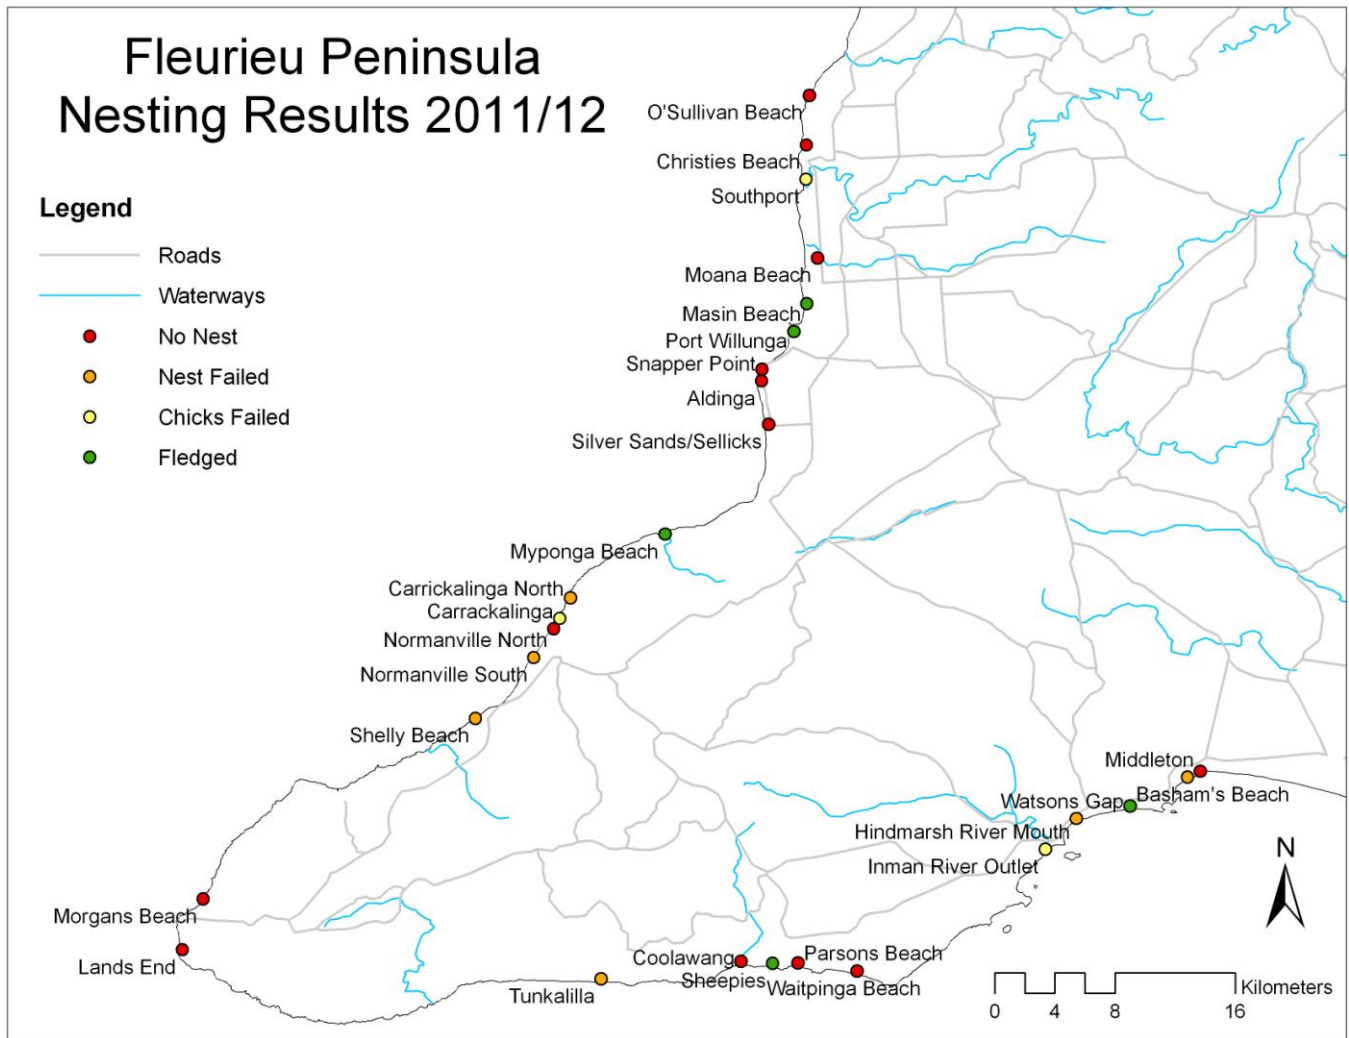 Fleurieu Peninsula
Nesting Results 2011/12
Legend
Roads
Waterways
No Nest
Nest Failed
Chicks Failed
Fledged
O'Sullivan Beach
Christies Beach
Southport
Moana Beach
Masin Beach
Port Willunga
Snapper Point
Aldinga
Silver Sands/Sellicks
Myponga Beach
Carrickalinga North
Carrackalinga
Normanville North
Normanville South
Shelly Beach
Middleton
Basham's Beach
Watsons Gap
Hindmarsh River Mouth
Inman River Outlet
Morgans Beach
Lands End
Coolawang
Parsons Beach
Sheepies
Waitpinga Beach
Tunkalilla
N
Kilometers
0 4 8 16